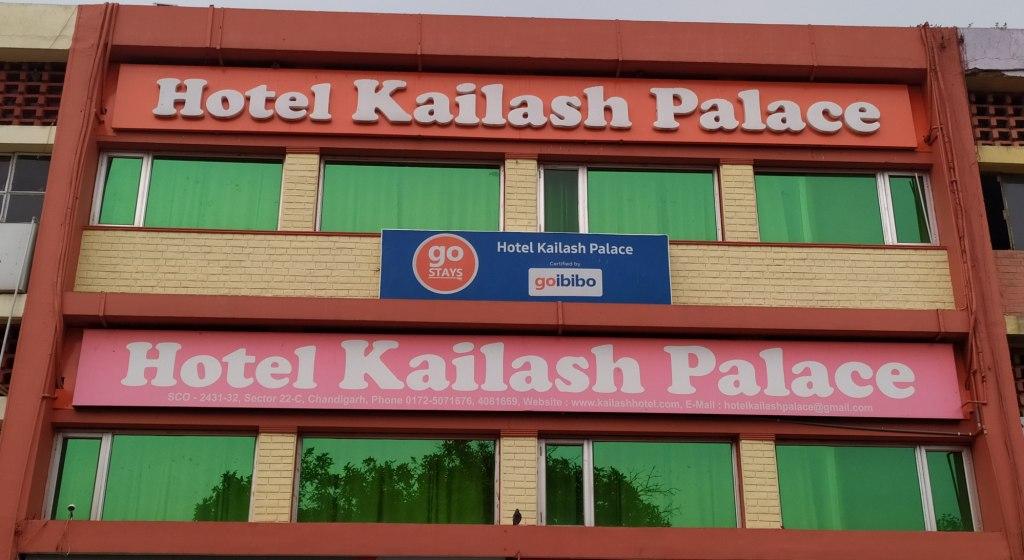 Hotel Kailash Palace
go
STAYS
Hotel Kailash Palace
Certified by
goibibo
Hotel Kailash Palace
SCO - 2431-32, Sector 22-C, Chandigarh, Phone 0172-5071676, 4081669, Website : www.kailashhotel.com, E-Mail : hotelkailashpalace@gmail.com